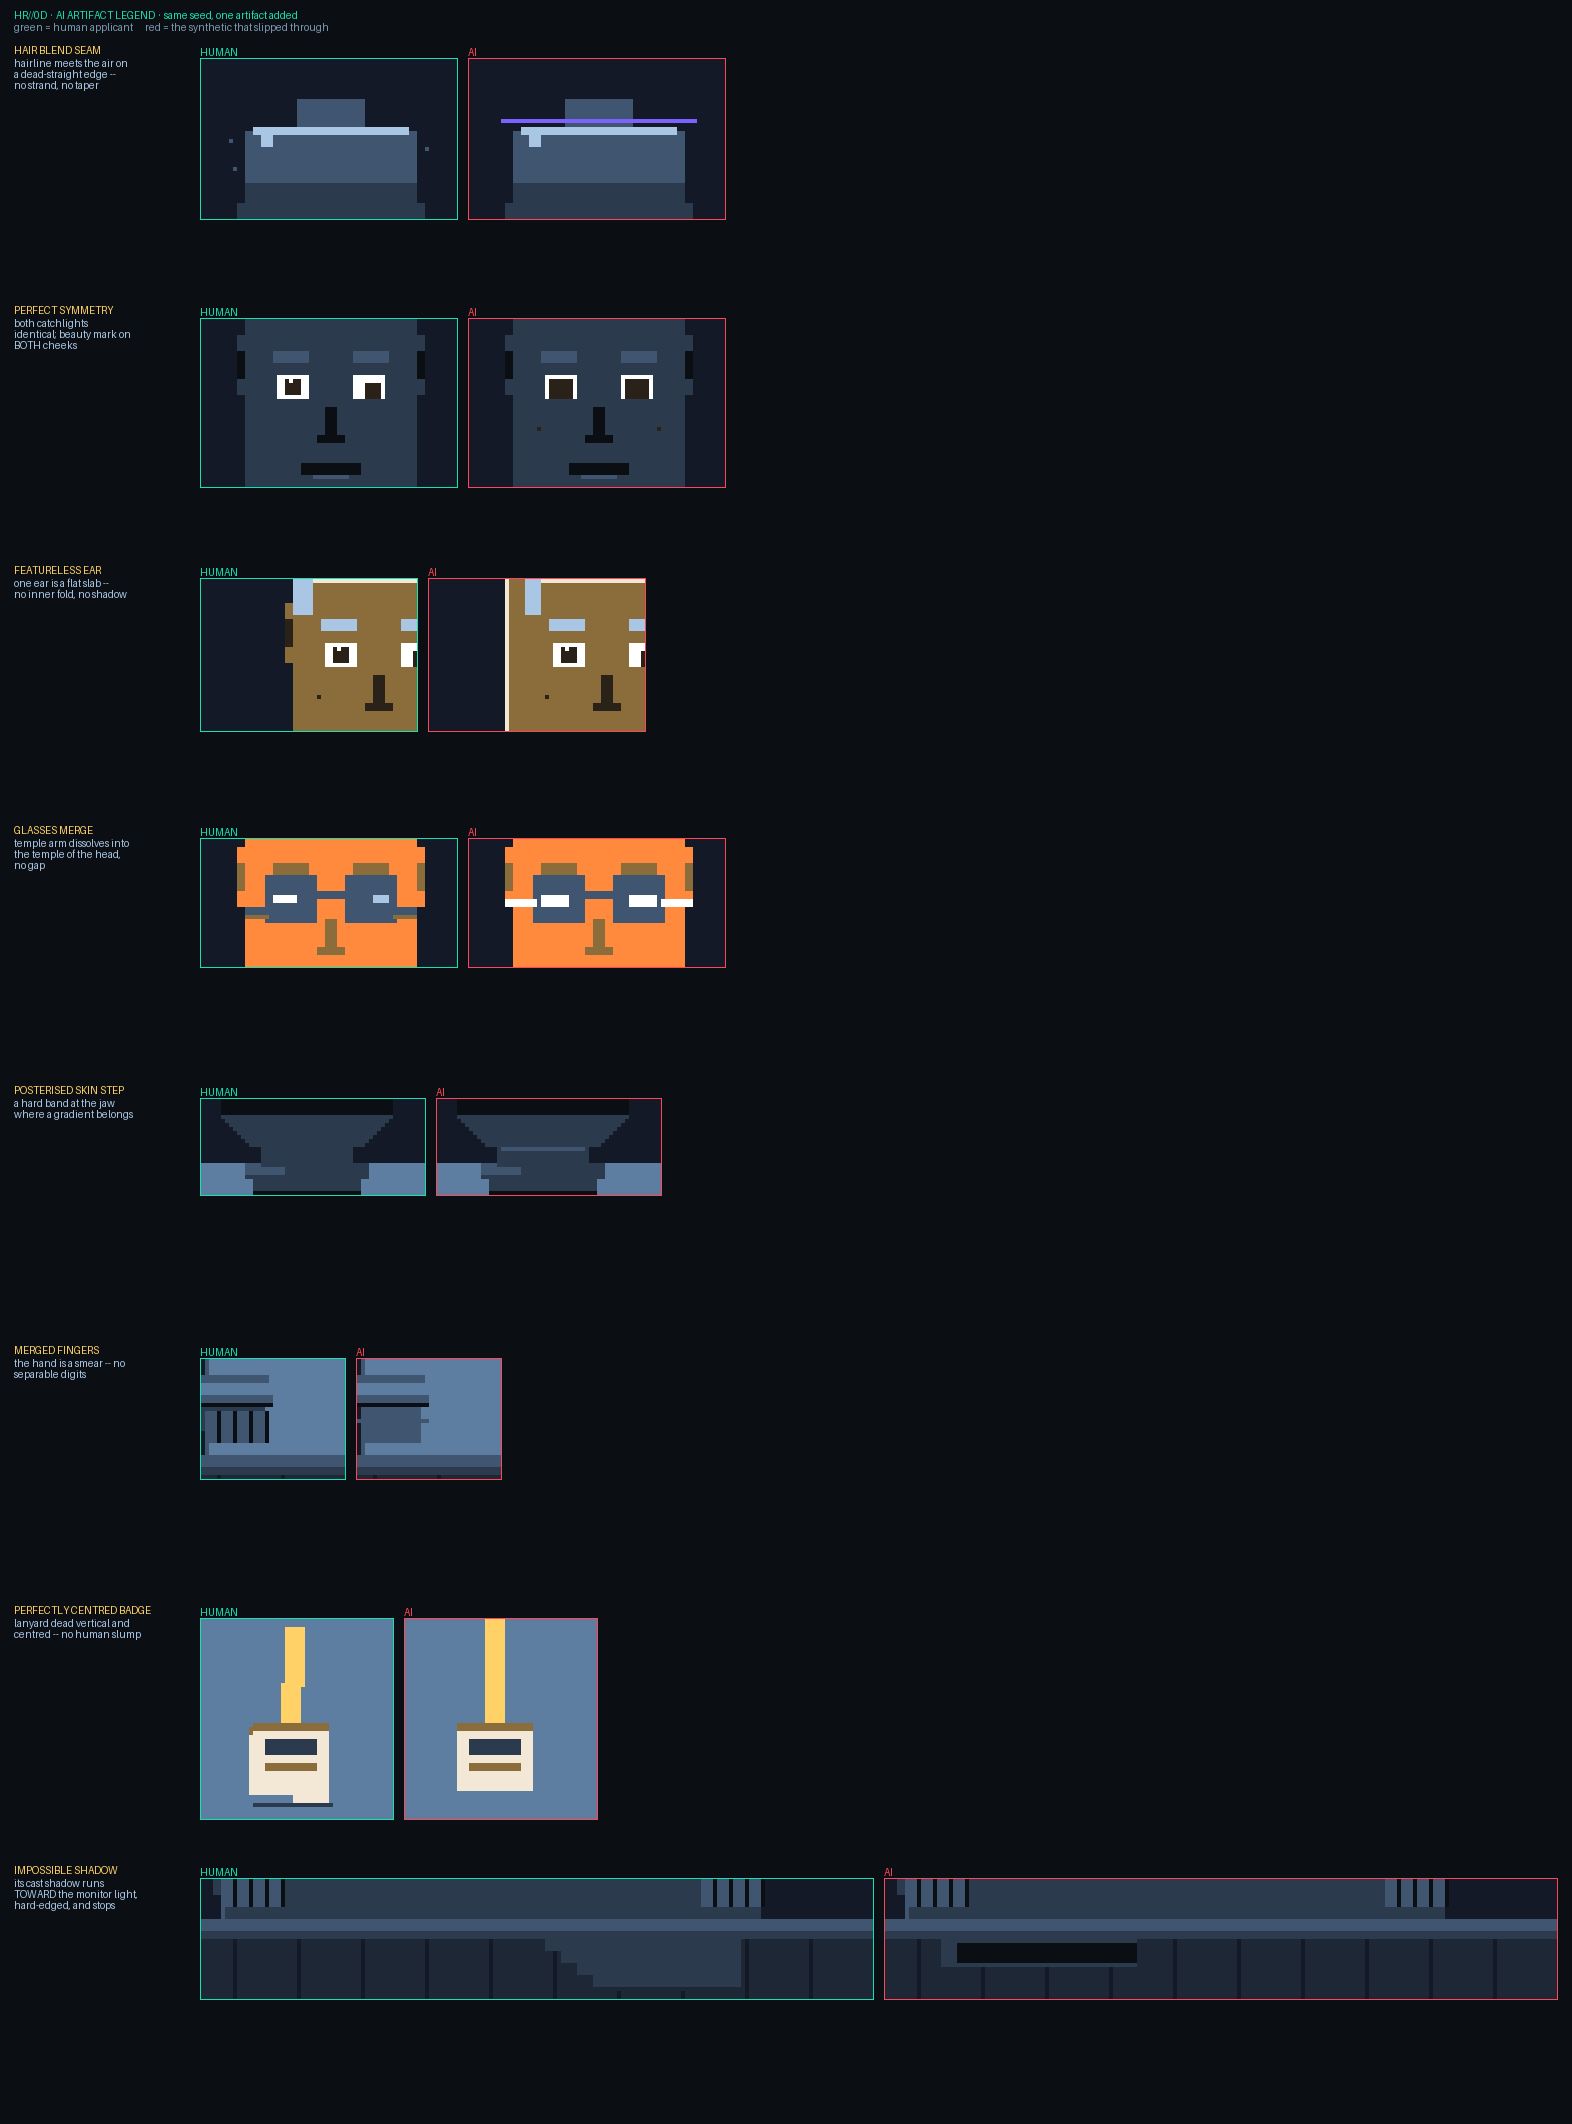 HR//0D · AI ARTIFACT LEGEND · same seed, one artifact added
green = human applicant    red = the synthetic that slipped through
HAIR BLEND SEAM
hairline meets the air on
a dead-straight edge --
no strand, no taper
HUMAN
AI
PERFECT SYMMETRY
both catchlights
identical; beauty mark on
BOTH cheeks
HUMAN
AI
FEATURELESS EAR
one ear is a flat slab --
no inner fold, no shadow
HUMAN
AI
GLASSES MERGE
temple arm dissolves into
the temple of the head,
no gap
HUMAN
AI
POSTERISED SKIN STEP
a hard band at the jaw
where a gradient belongs
HUMAN
AI
MERGED FINGERS
the hand is a smear -- no
separable digits
HUMAN
AI
PERFECTLY CENTRED BADGE
lanyard dead vertical and
centred -- no human slump
HUMAN
AI
IMPOSSIBLE SHADOW
its cast shadow runs
TOWARD the monitor light,
hard-edged, and stops
HUMAN
AI